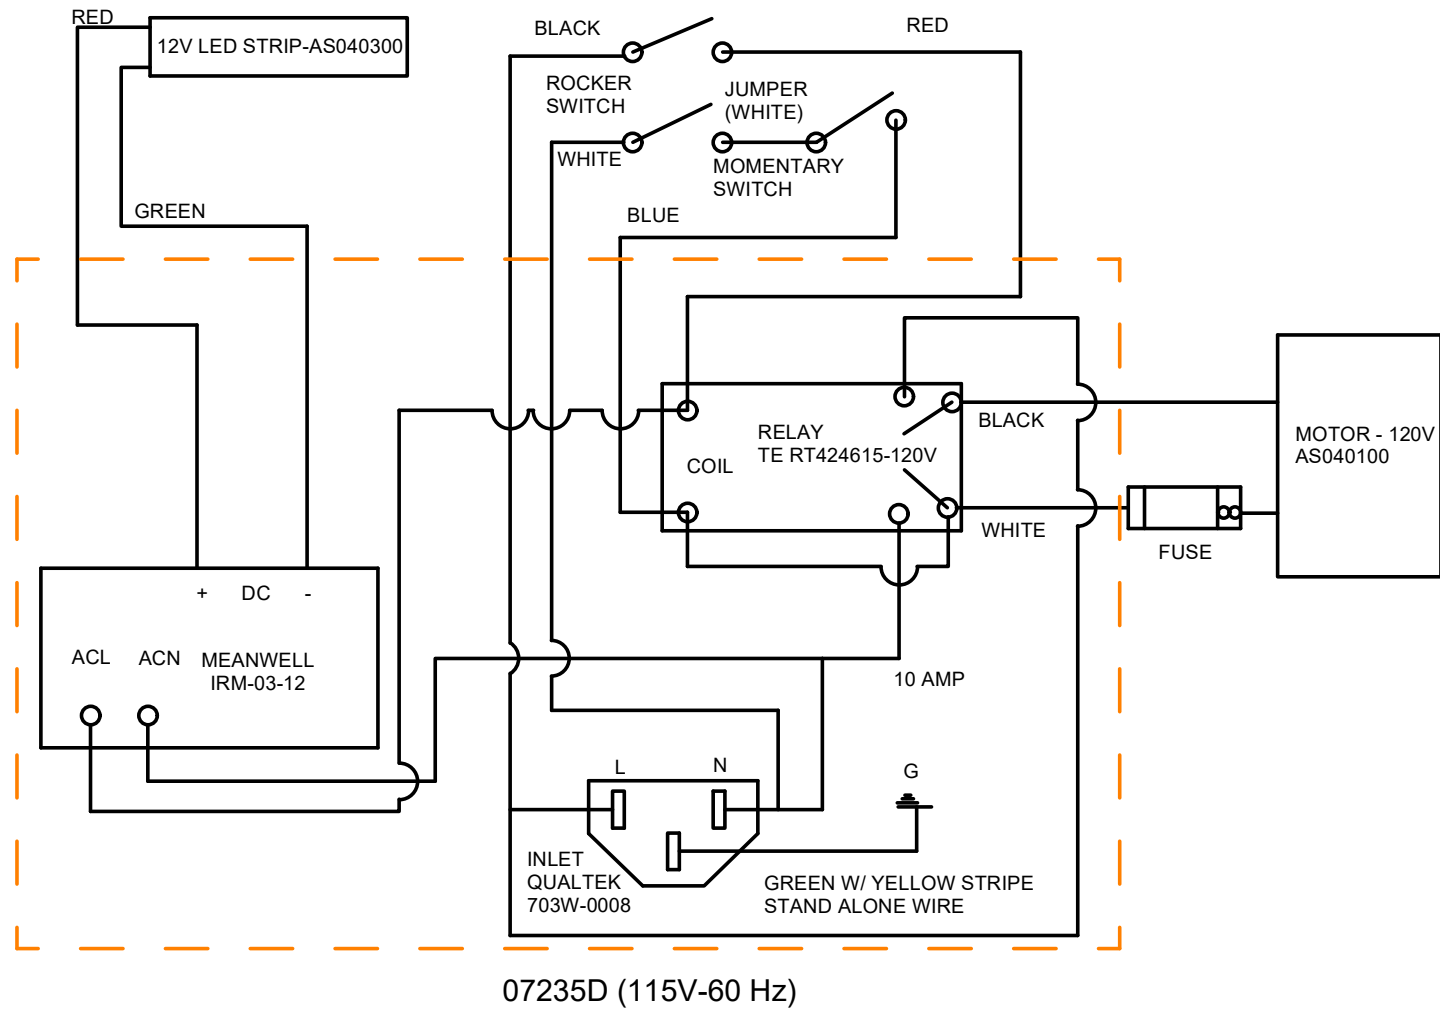 RED
12V LED STRIP-AS040300
BLACK
RED
ROCKER
SWITCH
JUMPER
(WHITE)
WHITE
MOMENTARY
SWITCH
GREEN
BLUE
RELAY
TE RT424615-120V
COIL
BLACK
WHITE
MOTOR - 120V
AS040100
FUSE
+ DC -
ACL ACN MEANWELL
IRM-03-12
10 AMP
L N G
INLET
QUALTEK
703W-0008
GREEN W/ YELLOW STRIPE
STAND ALONE WIRE
07235D (115V-60 Hz)